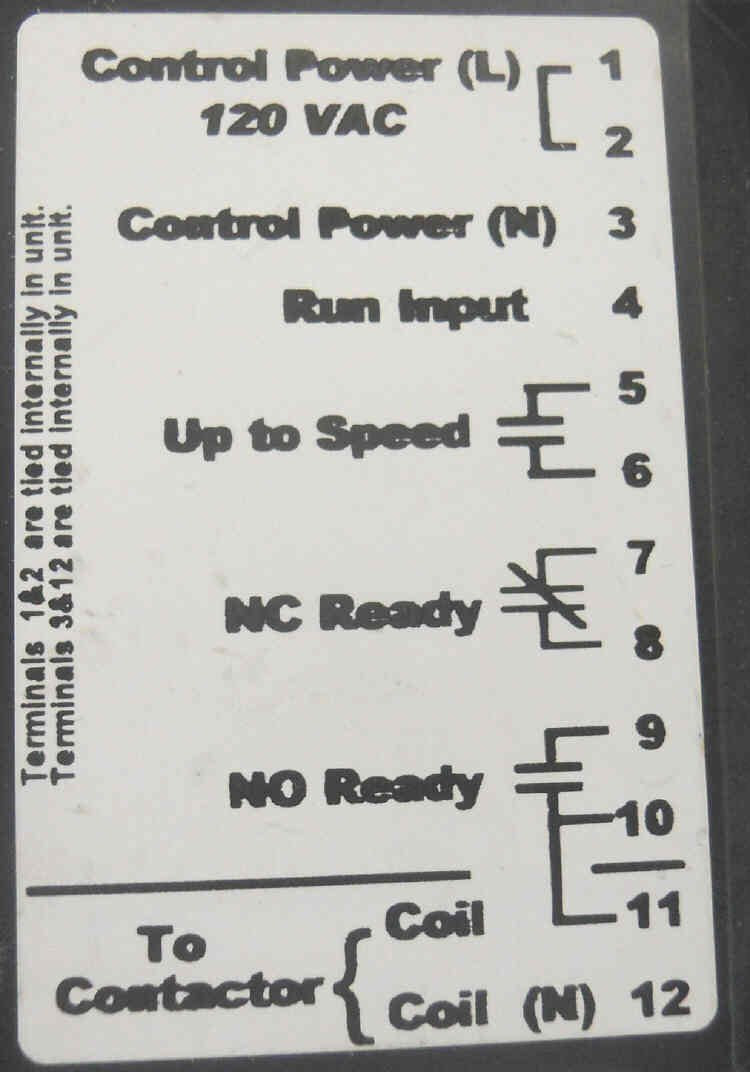 Control Power (L) 1
120 VAC 2
Control Power (N) 3
Run Input 4
5
Up to Speed
6
7
NC Ready
8
9
NO Ready
10
11
Coil
To
Contactor
Coil (N) 12
Terminals 1&2 are tied internally in unit.
Terminals 3&12 are tied internally in unit.